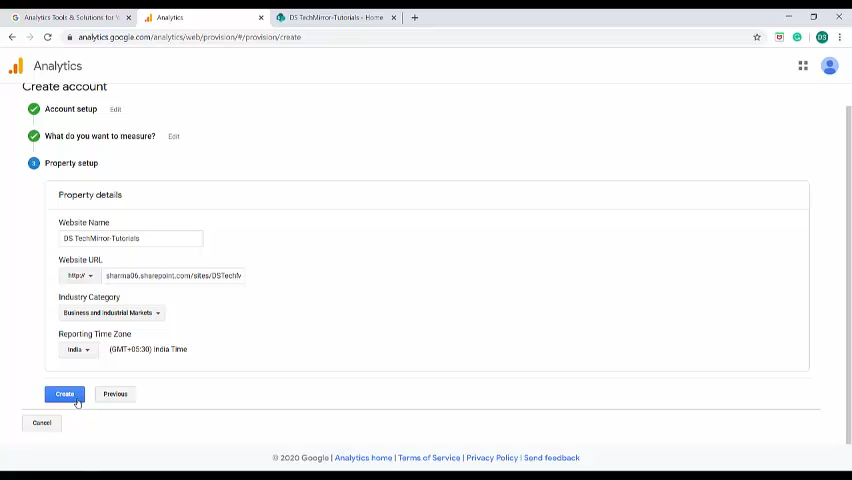 Analytics Tools & Solutions for Y
Analytics
DS TechMirror-Tutorials - Home
analytics.google.com/analytics/web/provision/#/provision/create
DS
Analytics
Create account
Account setup Edit
What do you want to measure? Edit
3 Property setup
Property details
Website Name
DS TechMirror-Tutorials
Website URL
http:// sharma06.sharepoint.com/sites/DSTech
Industry Category
Business and Industrial Markets
Reporting Time Zone
India (GMT+05:30) India Time
Create Previous
Cancel
© 2020 Google | Analytics home | Terms of Service | Privacy Policy | Send feedback